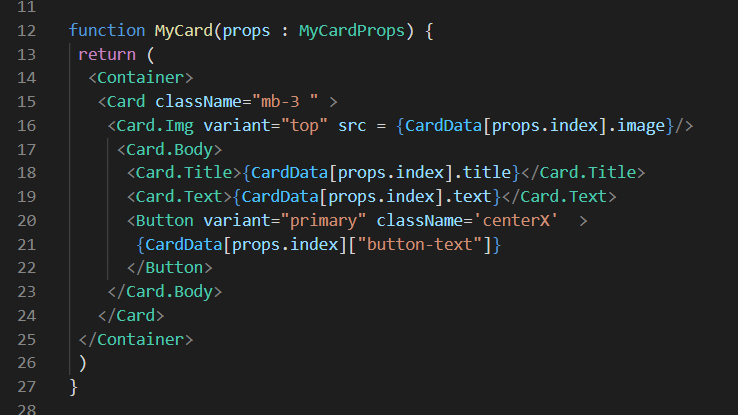 11
12 function MyCard(props : MyCardProps) {
13 return (
14 <Container>
15 <Card className="mb-3 " >
16 <Card.Img variant="top" src = {CardData[props.index].image}/>
17 <Card.Body>
18 <Card.Title>{CardData[props.index].title}</Card.Title>
19 <Card.Text>{CardData[props.index].text}</Card.Text>
20 <Button variant="primary" className='centerX'  >
21 {CardData[props.index]["button-text"]}
22 </Button>
23 </Card.Body>
24 </Card>
25 </Container>
26 )
27 }
28